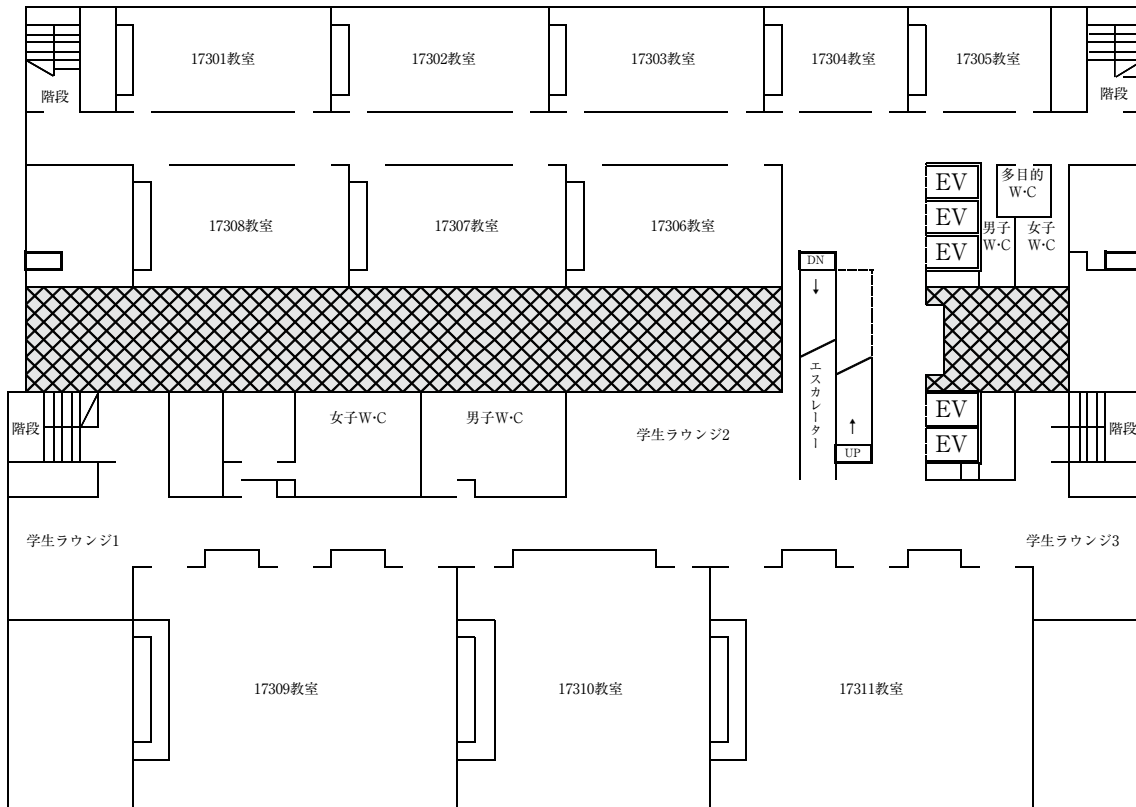 17301教室
17302教室
17303教室
17304教室
17305教室
階段
階段
EV
多目的
W・C
EV
17308教室
17307教室
17306教室
男子
W・C
女子
W・C
EV
DN
エスカレーター
EV
階段
女子W・C
男子W・C
学生ラウンジ2
階段
EV
UP
学生ラウンジ1
学生ラウンジ3
17309教室
17310教室
17311教室